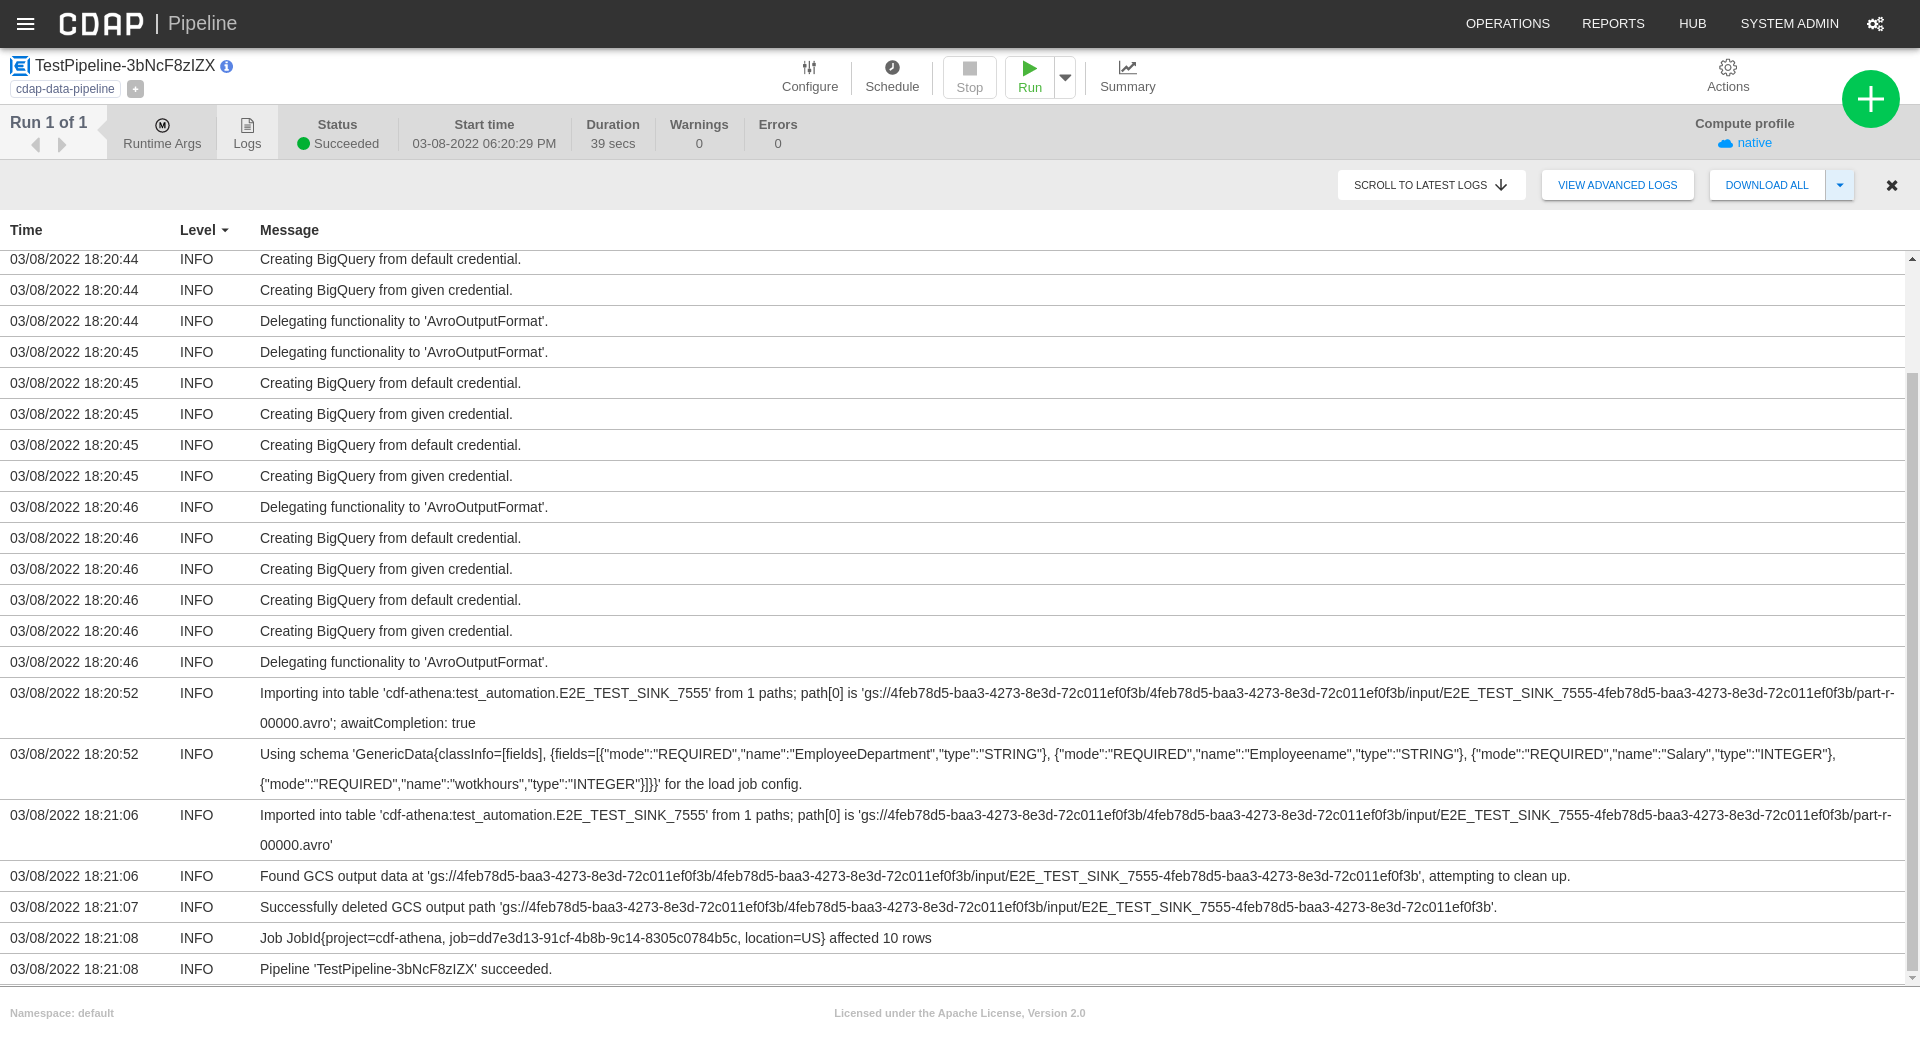 CDAP | Pipeline
OPERATIONS REPORTS HUB SYSTEM ADMIN
TestPipeline-3bNcF8zIZX
cdap-data-pipeline +
Configure Schedule Stop Run Summary Actions
Run 1 of 1
Runtime Args Logs
Status Start time Duration Warnings Errors Compute profile
Succeeded 03-08-2022 06:20:29 PM 39 secs 0 0 native
SCROLL TO LATEST LOGS VIEW ADVANCED LOGS DOWNLOAD ALL
Time Level Message
03/08/2022 18:20:44 INFO Creating BigQuery from default credential.
03/08/2022 18:20:44 INFO Creating BigQuery from given credential.
03/08/2022 18:20:44 INFO Delegating functionality to 'AvroOutputFormat'.
03/08/2022 18:20:45 INFO Delegating functionality to 'AvroOutputFormat'.
03/08/2022 18:20:45 INFO Creating BigQuery from default credential.
03/08/2022 18:20:45 INFO Creating BigQuery from given credential.
03/08/2022 18:20:45 INFO Creating BigQuery from default credential.
03/08/2022 18:20:45 INFO Creating BigQuery from given credential.
03/08/2022 18:20:46 INFO Delegating functionality to 'AvroOutputFormat'.
03/08/2022 18:20:46 INFO Creating BigQuery from default credential.
03/08/2022 18:20:46 INFO Creating BigQuery from given credential.
03/08/2022 18:20:46 INFO Creating BigQuery from default credential.
03/08/2022 18:20:46 INFO Creating BigQuery from given credential.
03/08/2022 18:20:46 INFO Delegating functionality to 'AvroOutputFormat'.
03/08/2022 18:20:52 INFO Importing into table 'cdf-athena:test_automation.E2E_TEST_SINK_7555' from 1 paths; path[0] is 'gs://4feb78d5-baa3-4273-8e3d-72c011ef0f3b/4feb78d5-baa3-4273-8e3d-72c011ef0f3b/input/E2E_TEST_SINK_7555-4feb78d5-baa3-4273-8e3d-72c011ef0f3b/part-r-
00000.avro'; awaitCompletion: true
03/08/2022 18:20:52 INFO Using schema 'GenericData{classInfo=[fields], {fields=[{"mode":"REQUIRED","name":"EmployeeDepartment","type":"STRING"}, {"mode":"REQUIRED","name":"Employeename","type":"STRING"}, {"mode":"REQUIRED","name":"Salary","type":"INTEGER"},
{"mode":"REQUIRED","name":"wotkhours","type":"INTEGER"}]}}' for the load job config.
03/08/2022 18:21:06 INFO Imported into table 'cdf-athena:test_automation.E2E_TEST_SINK_7555' from 1 paths; path[0] is 'gs://4feb78d5-baa3-4273-8e3d-72c011ef0f3b/4feb78d5-baa3-4273-8e3d-72c011ef0f3b/input/E2E_TEST_SINK_7555-4feb78d5-baa3-4273-8e3d-72c011ef0f3b/part-r-
00000.avro'
03/08/2022 18:21:06 INFO Found GCS output data at 'gs://4feb78d5-baa3-4273-8e3d-72c011ef0f3b/4feb78d5-baa3-4273-8e3d-72c011ef0f3b/input/E2E_TEST_SINK_7555-4feb78d5-baa3-4273-8e3d-72c011ef0f3b', attempting to clean up.
03/08/2022 18:21:07 INFO Successfully deleted GCS output path 'gs://4feb78d5-baa3-4273-8e3d-72c011ef0f3b/4feb78d5-baa3-4273-8e3d-72c011ef0f3b/input/E2E_TEST_SINK_7555-4feb78d5-baa3-4273-8e3d-72c011ef0f3b'.
03/08/2022 18:21:08 INFO Job JobId{project=cdf-athena, job=dd7e3d13-91cf-4b8b-9c14-8305c0784b5c, location=US} affected 10 rows
03/08/2022 18:21:08 INFO Pipeline 'TestPipeline-3bNcF8zIZX' succeeded.
Namespace: default Licensed under the Apache License, Version 2.0